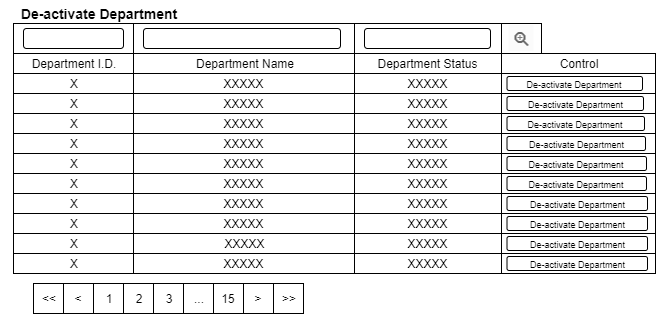 De-activate Department
Department I.D. Department Name Department Status Control
X XXXXX XXXXX De-activate Department
X XXXXX XXXXX De-activate Department
X XXXXX XXXXX De-activate Department
X XXXXX XXXXX De-activate Department
X XXXXX XXXXX De-activate Department
X XXXXX XXXXX De-activate Department
X XXXXX XXXXX De-activate Department
X XXXXX XXXXX De-activate Department
X XXXXX XXXXX De-activate Department
X XXXXX XXXXX De-activate Department
<< < 1 2 3 ... 15 > >>